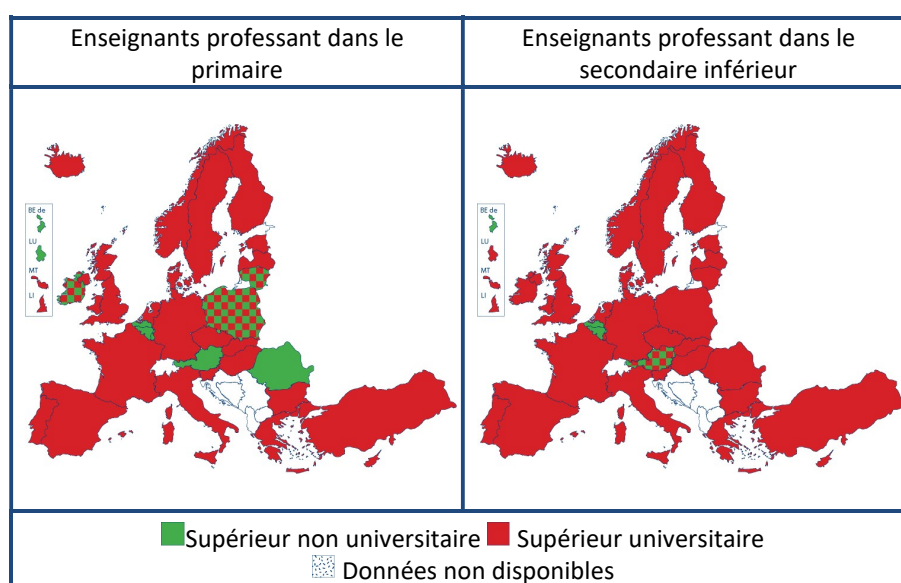 Enseignants professant dans le
primaire
Enseignants professant dans le
secondaire inférieur
BE de
LU
MT
LI
BE de
LU
MT
LI
Supérieur non universitaire Supérieur universitaire
Données non disponibles